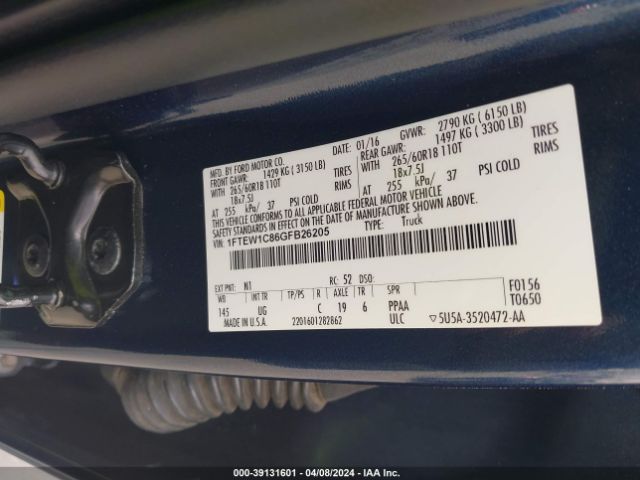 MFD. BY FORD MOTOR CO.
DATE: 01/16 GVWR: 2790 KG ( 6150 LB)
FRONT GAWR: 1429 KG ( 3150 LB) REAR GAWR: 1497 KG ( 3300 LB)
WITH 265/60R18 110T TIRES WITH 265/60R18 110T TIRES
18x7.5J RIMS 18x7.5J RIMS
AT 255 kPa/ 37 PSI COLD AT 255 kPa/ 37 PSI COLD
THIS VEHICLE CONFORMS TO ALL APPLICABLE FEDERAL MOTOR VEHICLE
SAFETY STANDARDS IN EFFECT ON THE DATE OF MANUFACTURE SHOWN ABOVE.
VIN: 1FTEW1C86GFB26205 TYPE: Truck
EXT PNT: N1 RC: 52 DSO:
WB INT TR TP/PS R AXLE TR SPR F0156
145 UG C 19 6 PPAA T0650
MADE IN U.S.A. 2201601282862 ULC ▽5U5A-3520472-AA
000-39131601 - 04/08/2024 - IAA